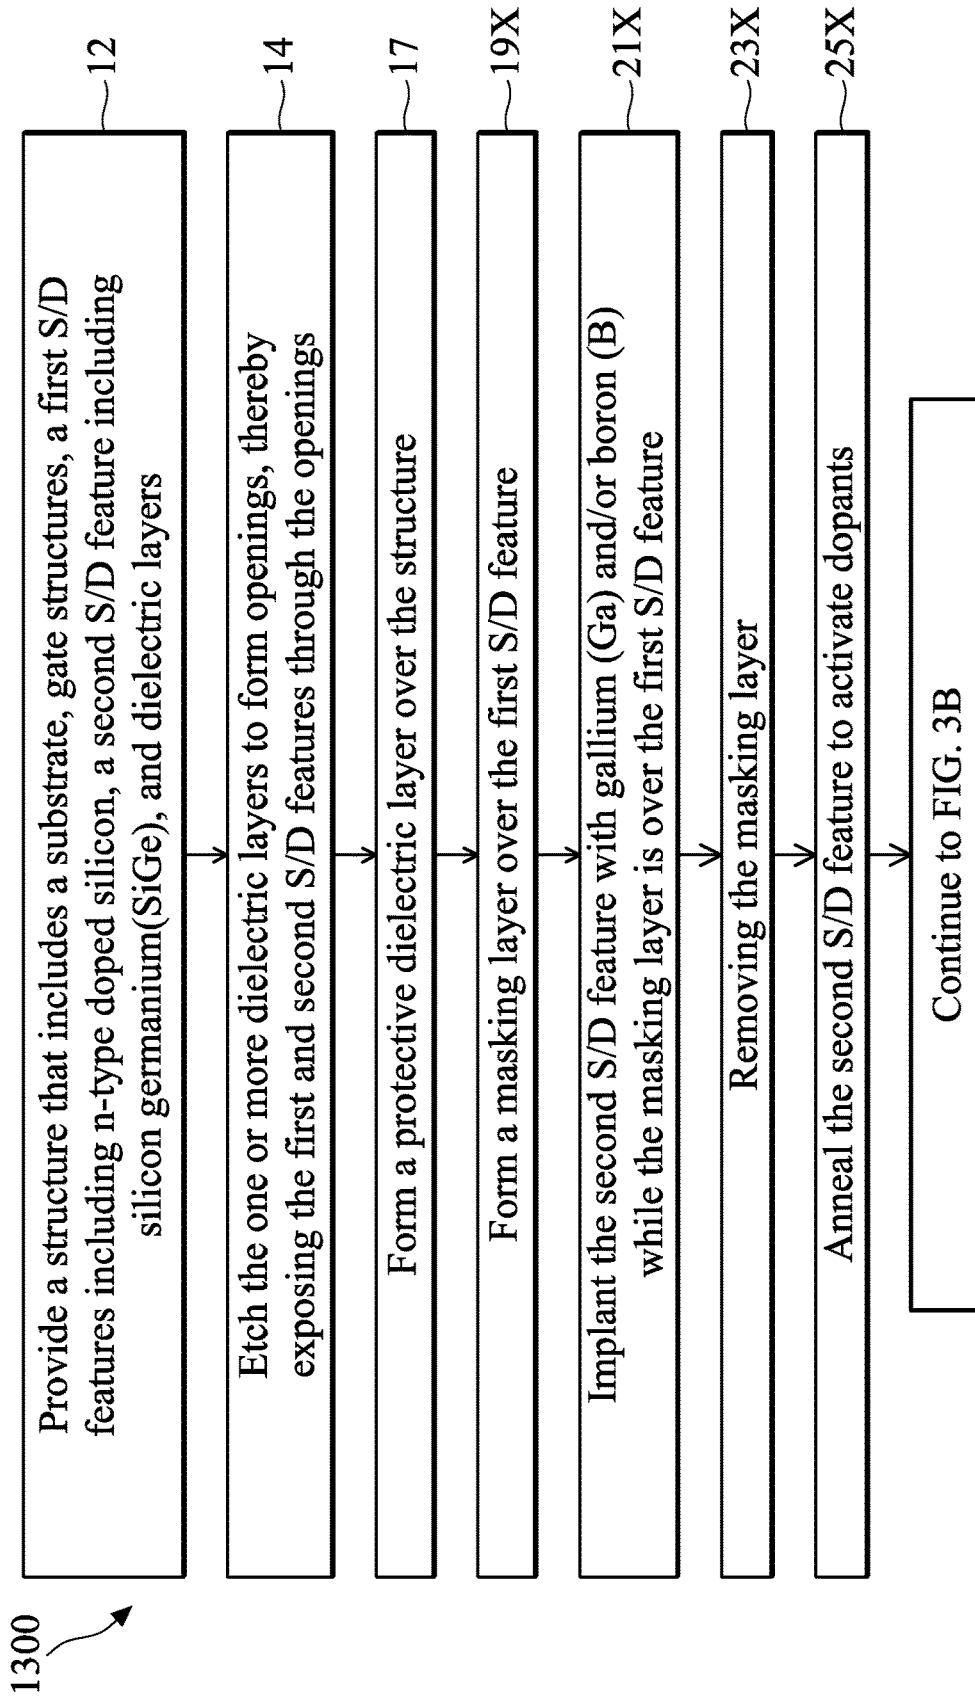 1300
Provide a structure that includes a substrate, gate structures, a first S/D
features including n-type doped silicon, a second S/D feature including
silicon germanium(SiGe), and dielectric layers
12
Etch the one or more dielectric layers to form openings, thereby
exposing the first and second S/D features through the openings
14
Form a protective dielectric layer over the structure
17
Form a masking layer over the first S/D feature
19X
Implant the second S/D feature with gallium (Ga) and/or boron (B)
while the masking layer is over the first S/D feature
21X
Removing the masking layer
23X
Anneal the second S/D feature to activate dopants
25X
Continue to FIG. 3B